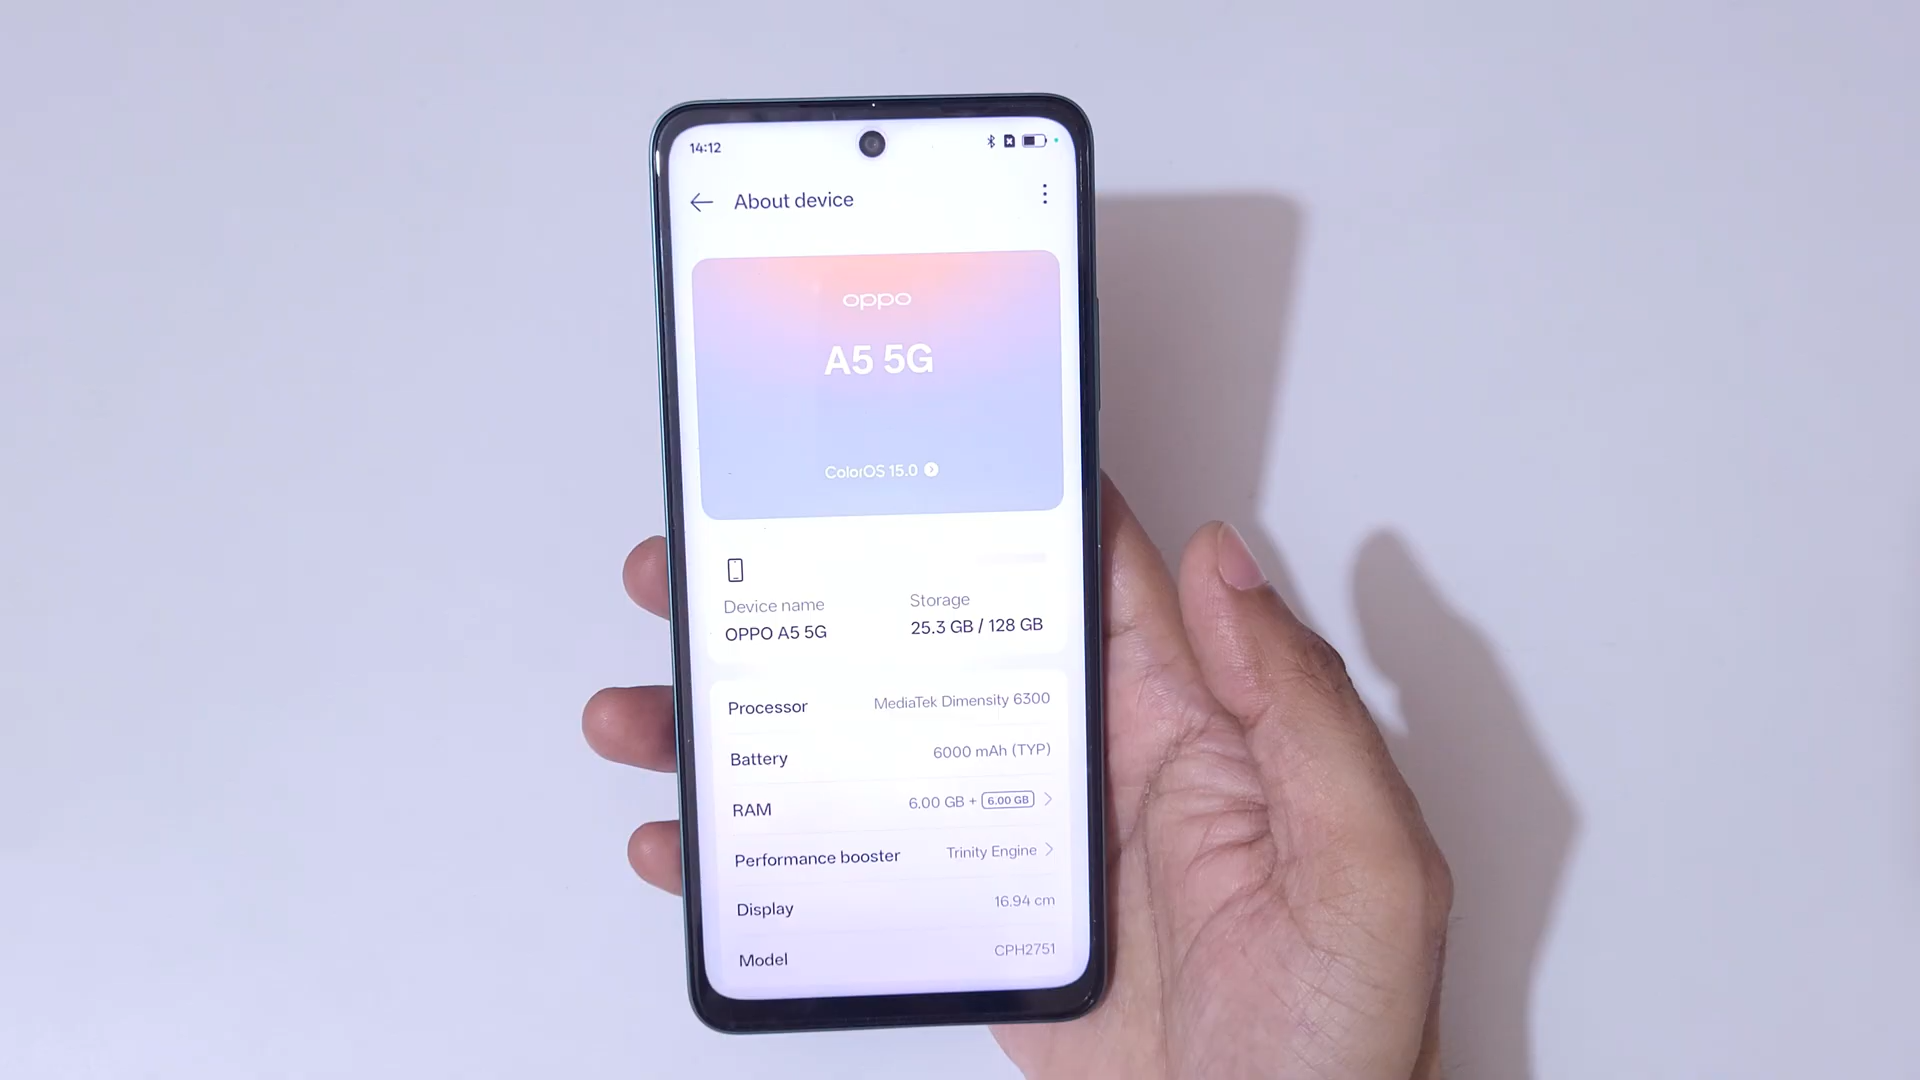 14:12
About device
oppo
A5 5G
ColorOS 15.0
Device name
OPPO A5 5G
Storage
25.3 GB / 128 GB
Processor MediaTek Dimensity 6300
Battery 6000 mAh (TYP)
RAM 6.00 GB + 6.00 GB
Performance booster Trinity Engine
Display 16.94 cm
Model CPH2751